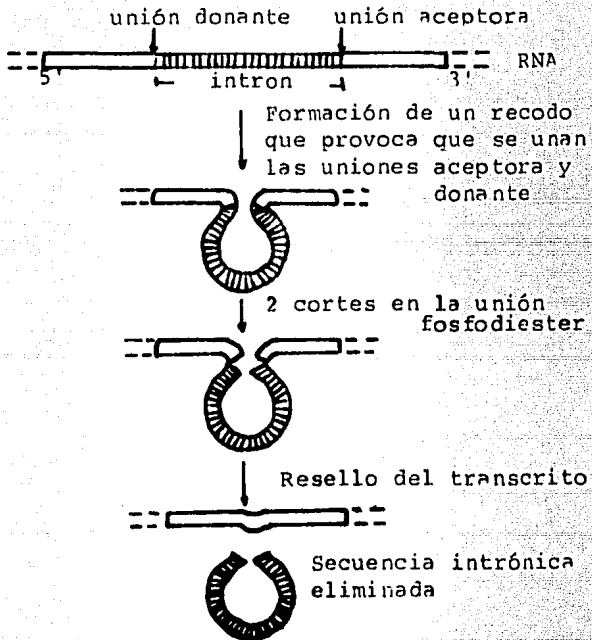 unión donante unión aceptora
RNA
5' intron 3'
Formación de un recodo
que provoca que se unan
las uniones aceptora y
donante
2 cortes en la unión
fosfodiester
Resello del transcrito
Secuencia intrónica
eliminada